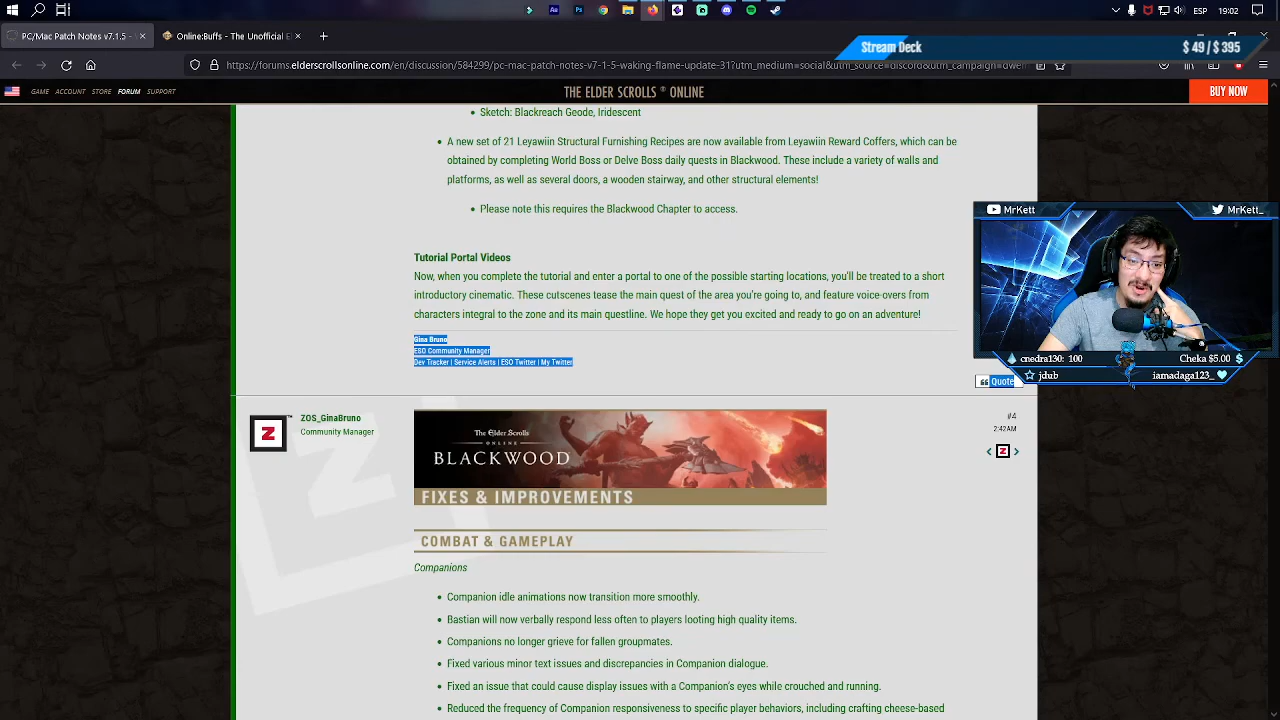 19:02
PC/Mac Patch Notes v7.1.5 -
Online:Buffs - The Unofficial E
Stream Deck
$ 49 / $ 395
https://forums.elderscrollsonline.com/en/discussion/584299/pc-mac-patch-notes-v7-1-5-waking-flame-update-31?utm_medium=social&utm_source=discord&utm_campaign=dwem
GAME ACCOUNT STORE FORUM SUPPORT
THE ELDER SCROLLS ® ONLINE
BUY NOW
• Sketch: Blackreach Geode, Iridescent
• A new set of 21 Leyawiin Structural Furnishing Recipes are now available from Leyawiin Reward Coffers, which can be
obtained by completing World Boss or Delve Boss daily quests in Blackwood. These include a variety of walls and
platforms, as well as several doors, a wooden stairway, and other structural elements!
• Please note this requires the Blackwood Chapter to access.
MrKett
MrKett_
Tutorial Portal Videos
Now, when you complete the tutorial and enter a portal to one of the possible starting locations, you'll be treated to a short
introductory cinematic. These cutscenes tease the main quest of the area you're going to, and feature voice-overs from
characters integral to the zone and its main questline. We hope they get you excited and ready to go on an adventure!
Gina Bruno
ESO Community Manager
Dev Tracker | Service Alerts | ESO Twitter | My Twitter
cnedra130: 100
Cheka $5.00
jdub
iamadaga123_
Quote
ZOS_GinaBruno
Community Manager
#4
2:42AM
The Elder Scrolls
ONLINE
BLACKWOOD
FIXES & IMPROVEMENTS
COMBAT & GAMEPLAY
Companions
• Companion idle animations now transition more smoothly.
• Bastian will now verbally respond less often to players looting high quality items.
• Companions no longer grieve for fallen groupmates.
• Fixed various minor text issues and discrepancies in Companion dialogue.
• Fixed an issue that could cause display issues with a Companion's eyes while crouched and running.
• Reduced the frequency of Companion responsiveness to specific player behaviors, including crafting cheese-based